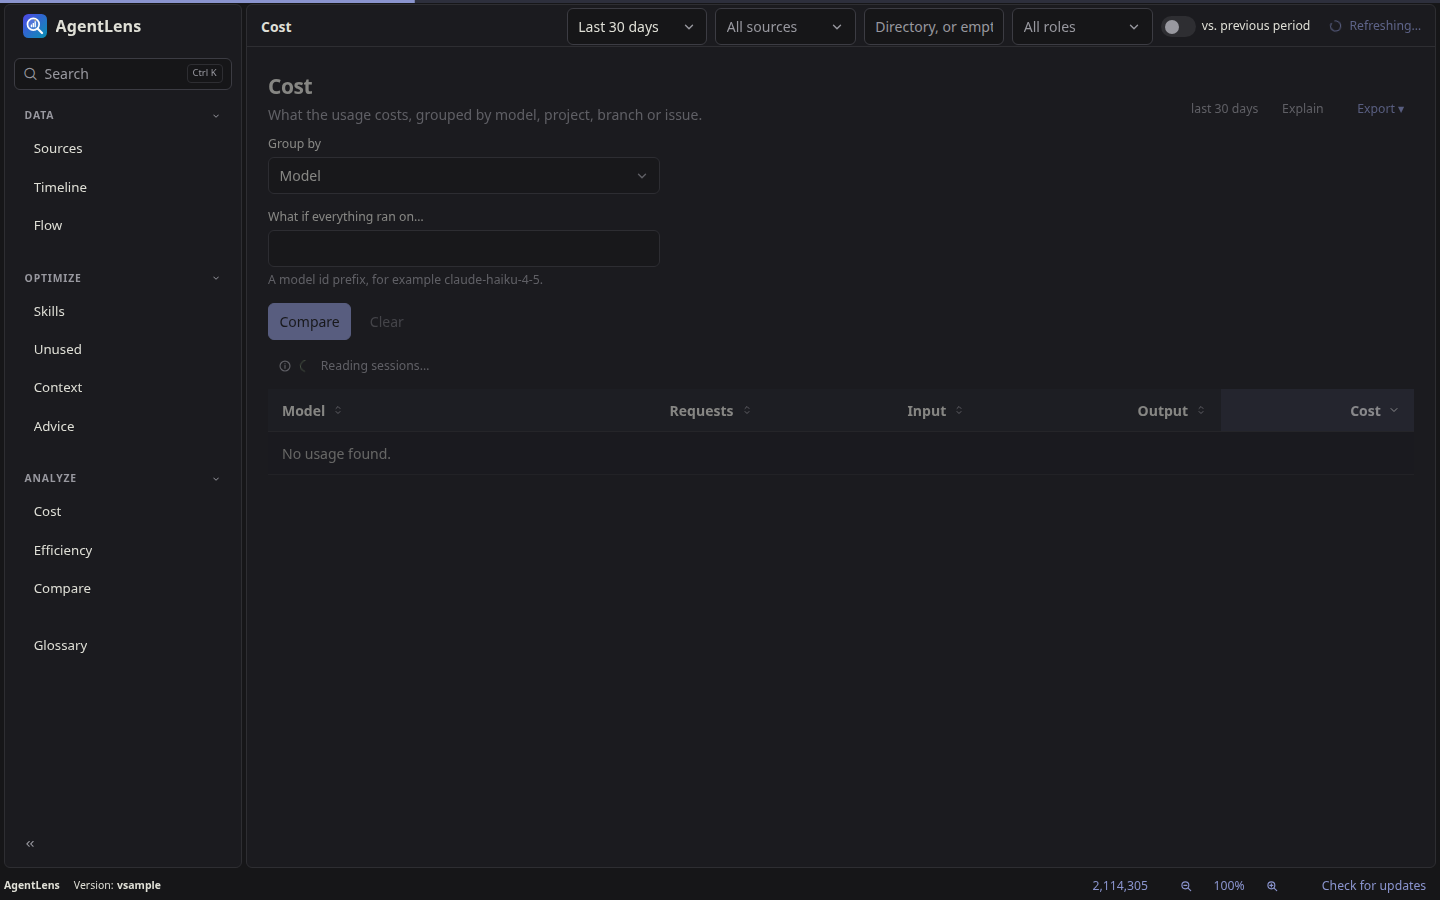 AgentLens
Search
Ctrl K
DATA
Sources
Timeline
Flow
OPTIMIZE
Skills
Unused
Context
Advice
ANALYZE
Cost
Efficiency
Compare
Glossary
«
Cost
Last 30 days
All sources
Directory, or empt
All roles
vs. previous period
Refreshing...
Cost
What the usage costs, grouped by model, project, branch or issue.
last 30 days
Explain
Export ▾
Group by
Model
What if everything ran on...
A model id prefix, for example claude-haiku-4-5.
Compare
Clear
Reading sessions...
Model Requests Input Output Cost
No usage found.
AgentLens Version: vsample
2,114,305
100%
Check for updates